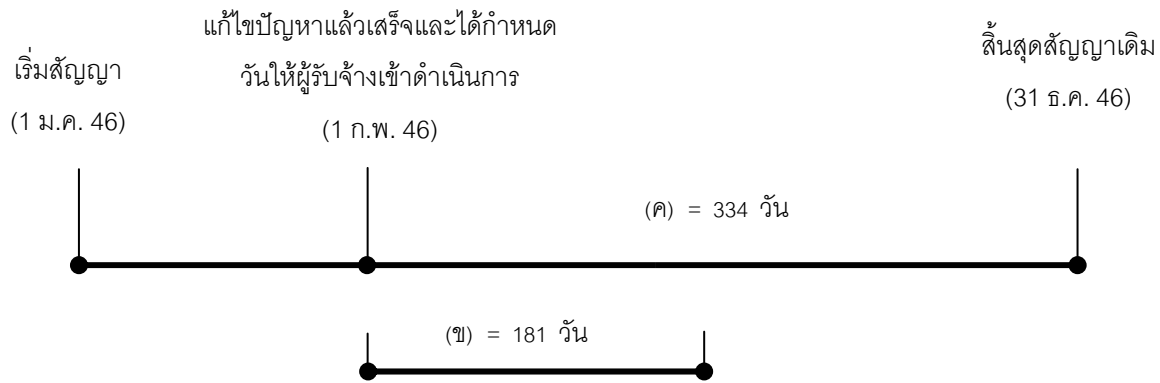 เริ่มสัญญา
(1 ม.ค. 46)
แก้ไขปัญหาแล้วเสร็จและได้กำหนด
วันให้ผู้รับจ้างเข้าดำเนินการ
(1 ก.พ. 46)
สิ้นสุดสัญญาเดิม
(31 ธ.ค. 46)
(ค) = 334 วัน
(ข) = 181 วัน